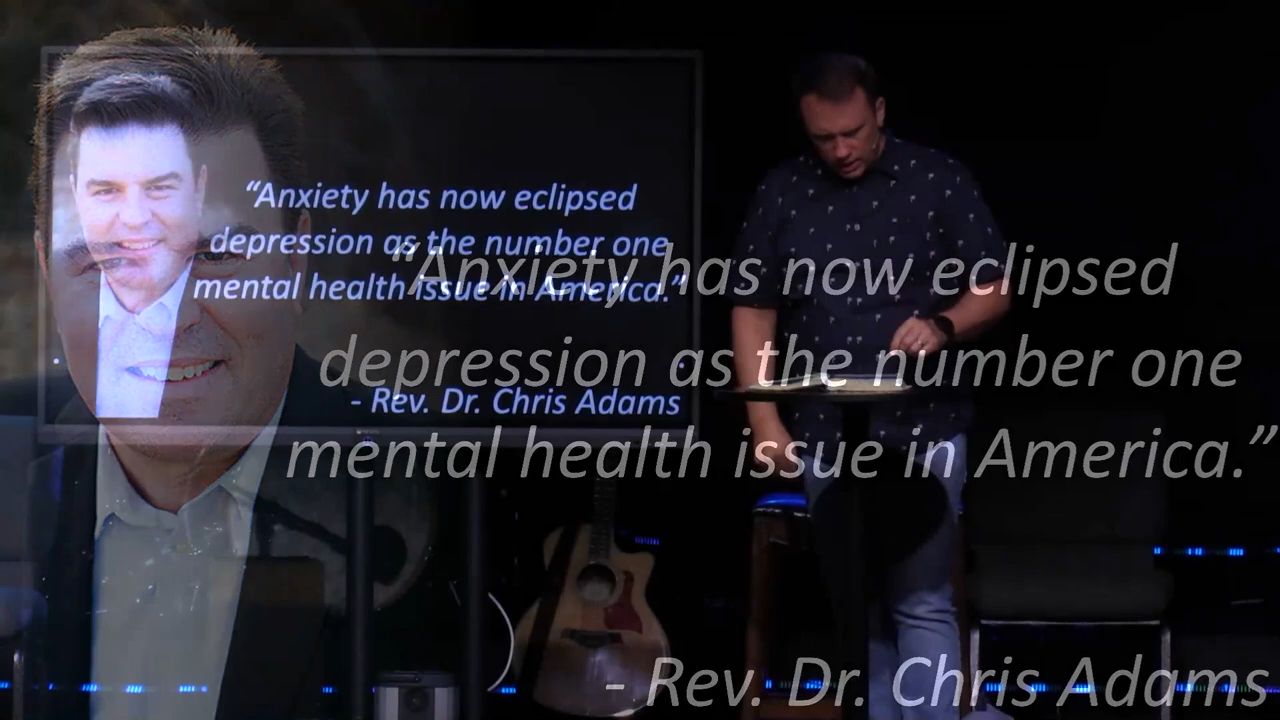 “Anxiety has now eclipsed
depression as the number one
mental health issue in America.”
- Rev. Dr. Chris Adams
“Anxiety has now eclipsed
depression as the number one
mental health issue in America.”
- Rev. Dr. Chris Adams